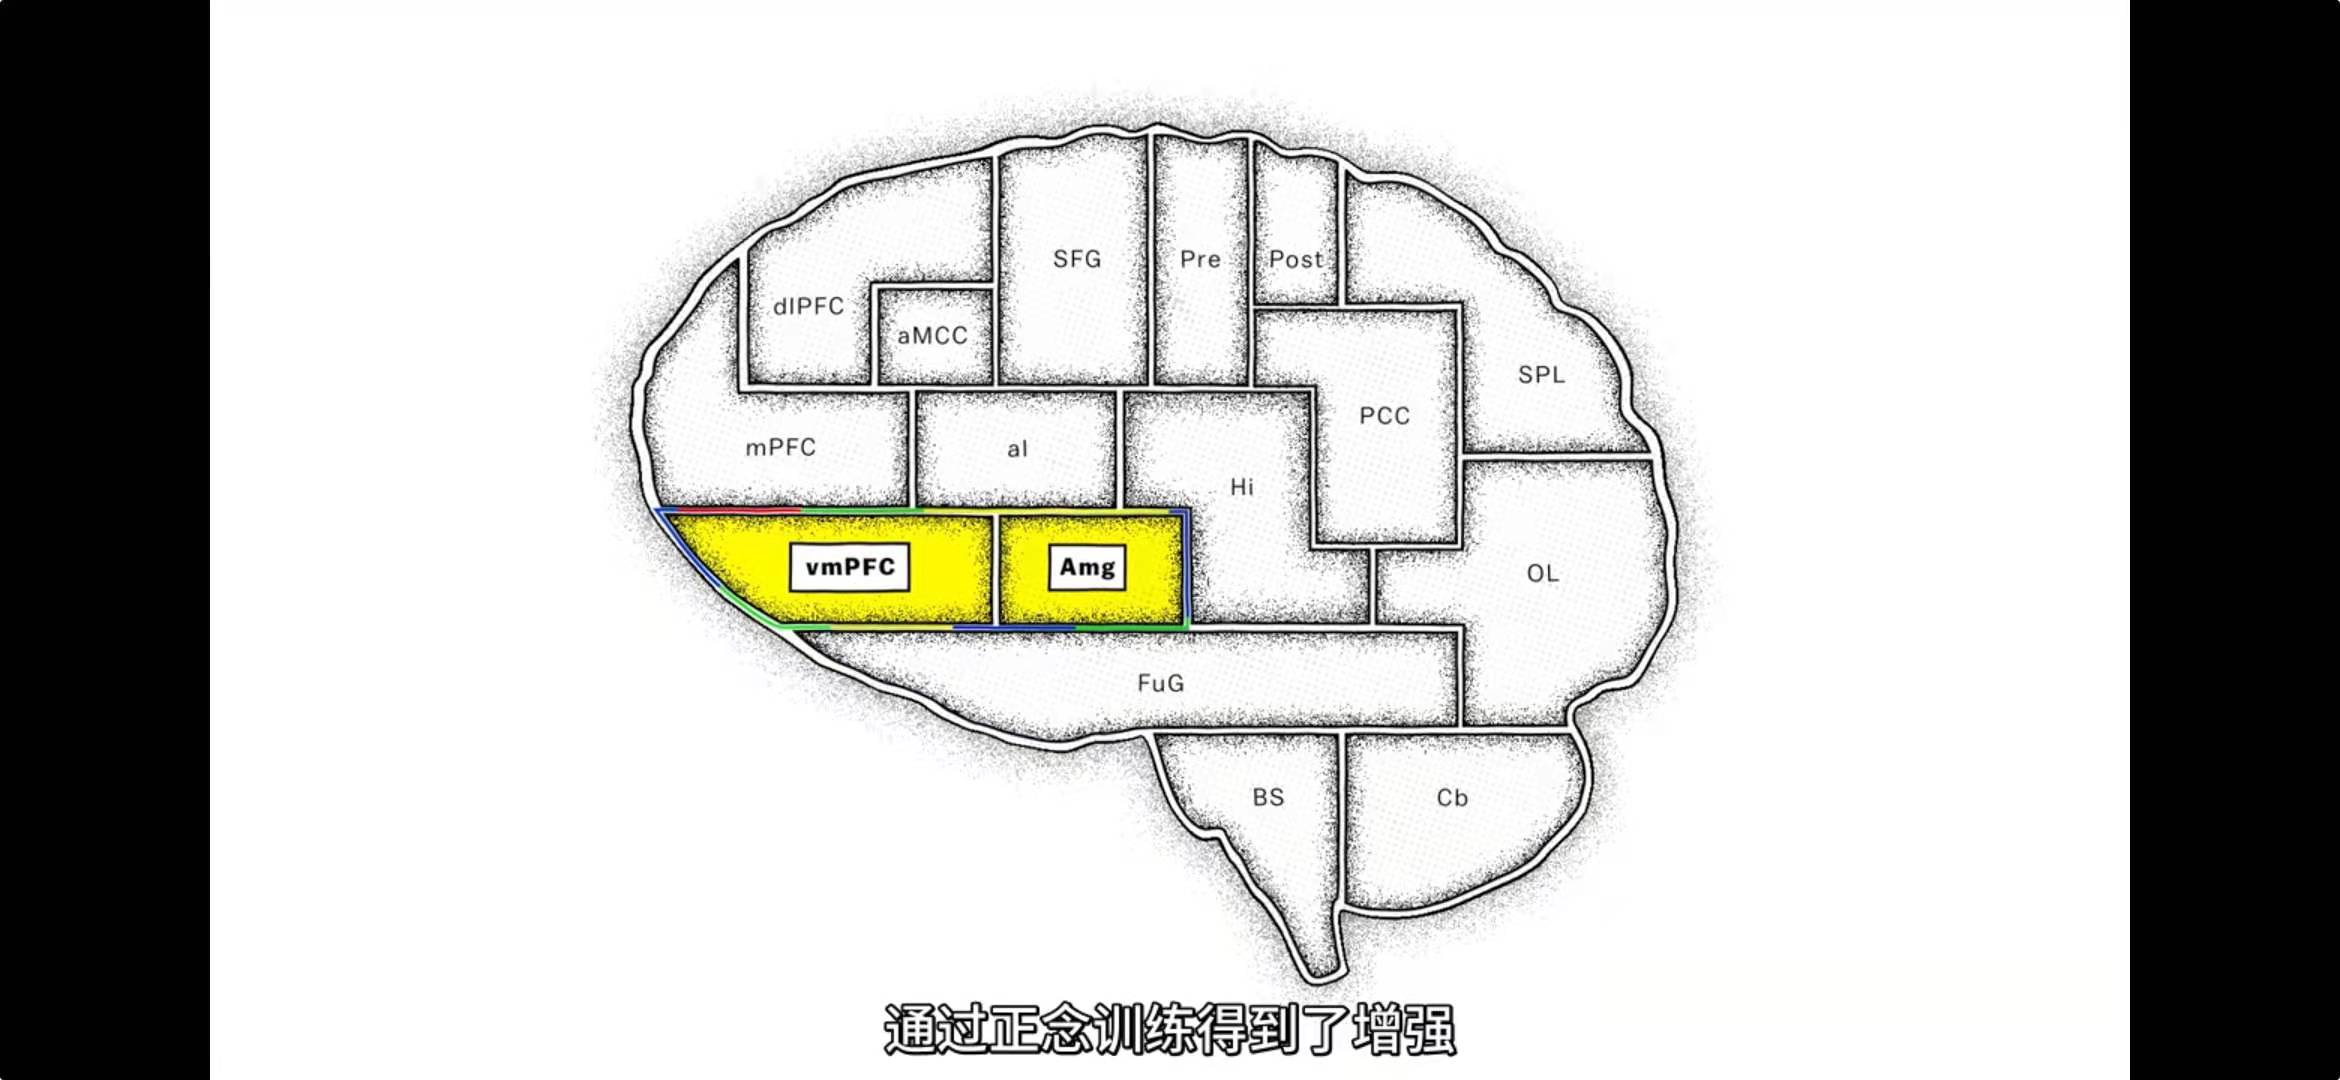 SFG
Pre
Post
dlPFC
aMCC
SPL
PCC
mPFC
aI
Hi
vmPFC
Amg
OL
FuG
BS
Cb
通过正念训练得到了增强